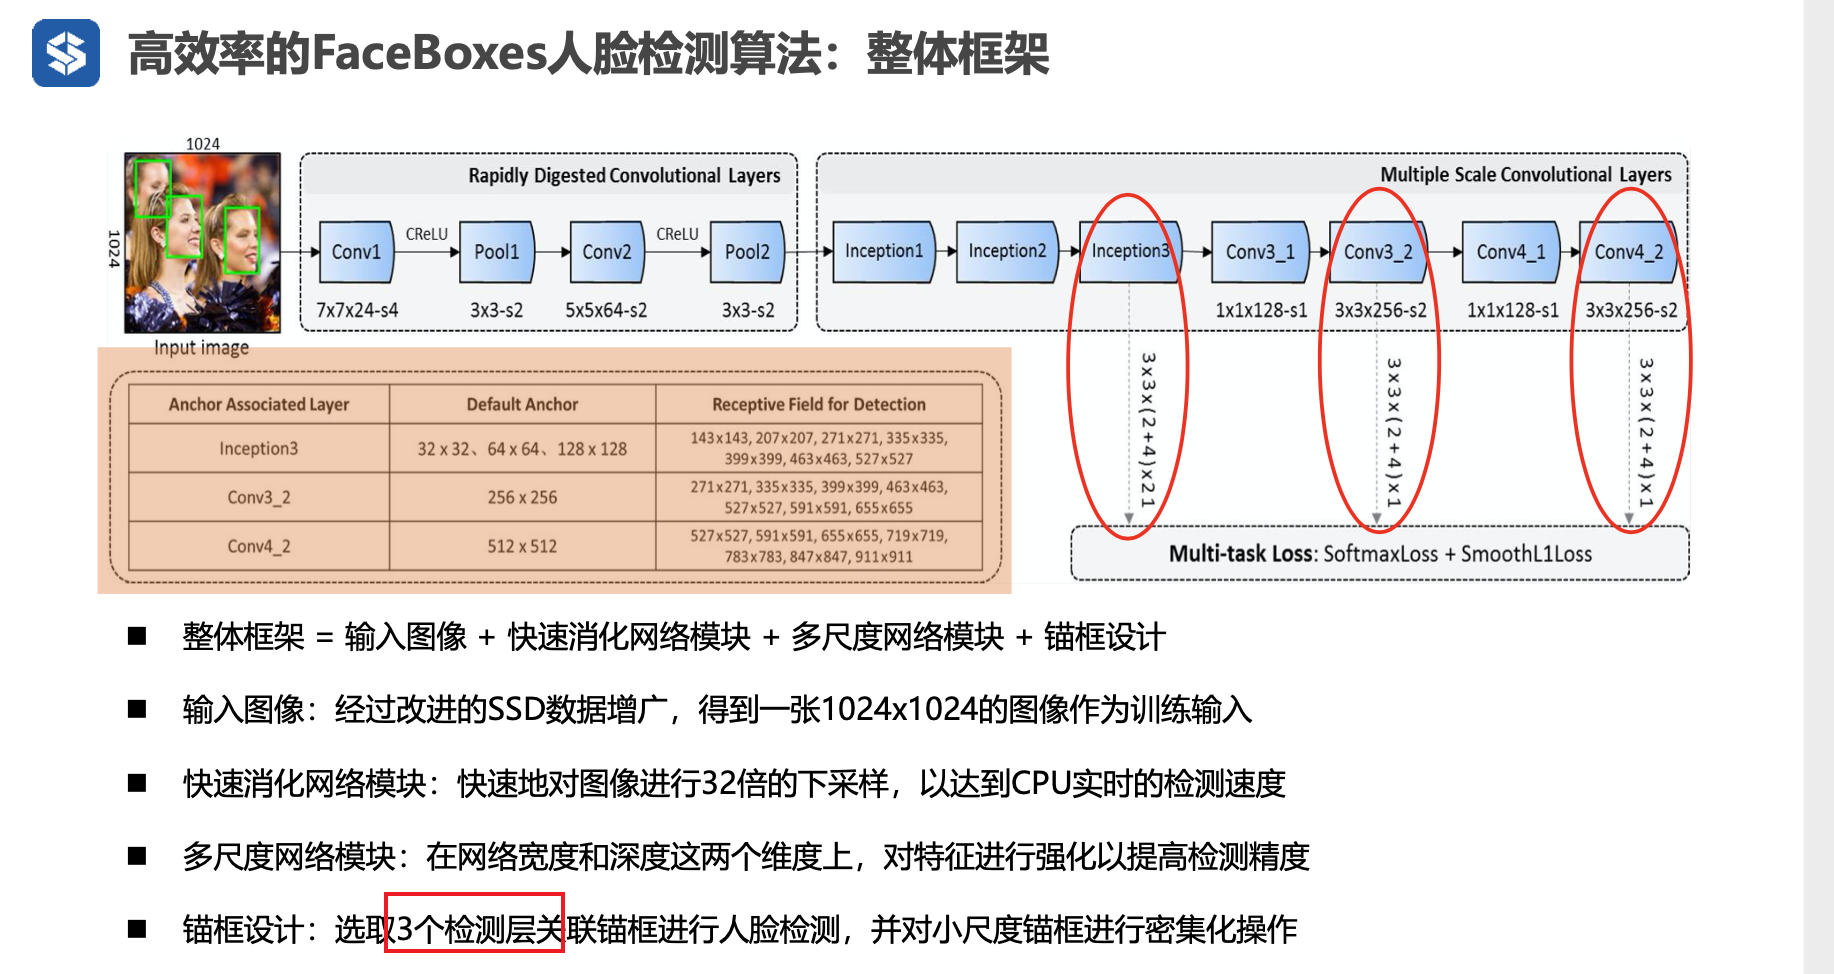 高效率的FaceBoxes人脸检测算法：整体框架
1024
1024
Input image
Rapidly Digested Convolutional Layers
Conv1
CReLU
Pool1
Conv2
CReLU
Pool2
7x7x24-s4
3x3-s2
5x5x64-s2
3x3-s2
Multiple Scale Convolutional Layers
Inception1
Inception2
Inception3
Conv3_1
Conv3_2
Conv4_1
Conv4_2
1x1x128-s1
3x3x256-s2
1x1x128-s1
3x3x256-s2
3x3x(2+4)x21
3x3x(2+4)x1
3x3x(2+4)x1
Anchor Associated Layer
Default Anchor
Receptive Field for Detection
Inception3
32 x 32、64 x 64、128 x 128
143x143, 207x207, 271x271, 335x335,
399x399, 463x463, 527x527
Conv3_2
256 x 256
271x271, 335x335, 399x399, 463x463,
527x527, 591x591, 655x655
Conv4_2
512 x 512
527x527, 591x591, 655x655, 719x719,
783x783, 847x847, 911x911
Multi-task Loss: SoftmaxLoss + SmoothL1Loss
■ 整体框架 = 输入图像 + 快速消化网络模块 + 多尺度网络模块 + 锚框设计
■ 输入图像：经过改进的SSD数据增广，得到一张1024x1024的图像作为训练输入
■ 快速消化网络模块：快速地对图像进行32倍的下采样，以达到CPU实时的检测速度
■ 多尺度网络模块：在网络宽度和深度这两个维度上，对特征进行强化以提高检测精度
■ 锚框设计：选取3个检测层关联锚框进行人脸检测，并对小尺度锚框进行密集化操作